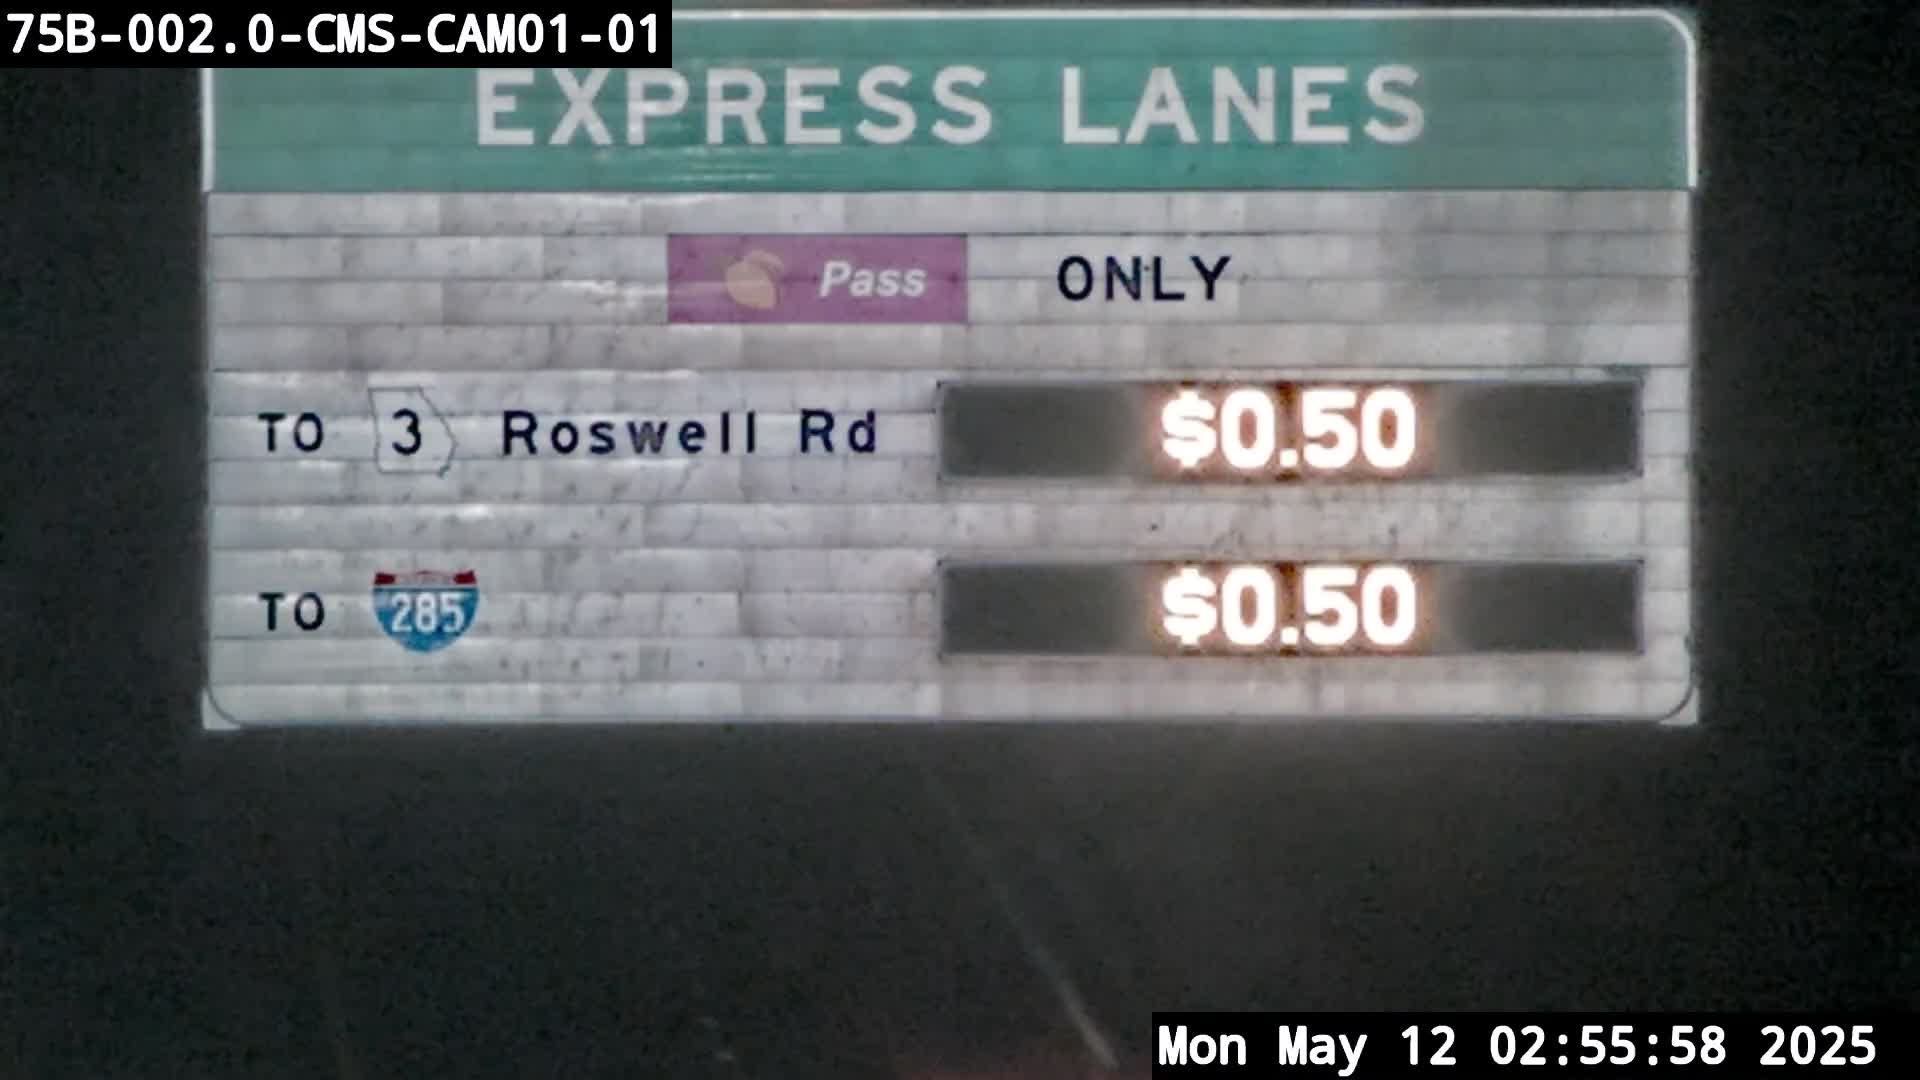 75B-002.0-CMS-CAM01-01
EXPRESS LANES
Pass ONLY
TO 3 Roswell Rd $0.50
TO 285 $0.50
Mon May 12 02:55:58 2025